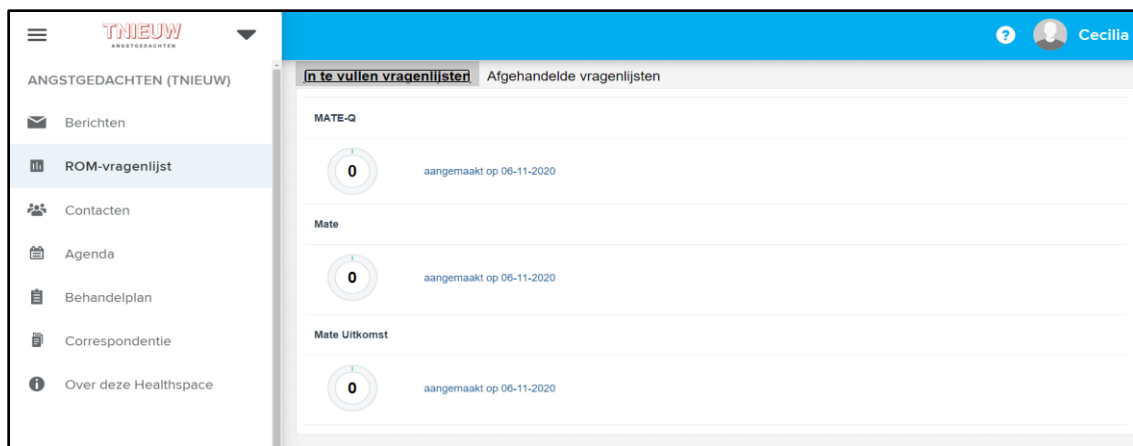 TNIEUW
ANGSTGEDACHTEN
? Cecilia
ANGSTGEDACHTEN (TNIEUW)
Berichten
ROM-vragenlijst
Contacten
Agenda
Behandelplan
Correspondentie
Over deze Healthspace
In te vullen vragenlijsten Afgehandelde vragenlijsten
MATE-Q
0 aangemaakt op 06-11-2020
Mate
0 aangemaakt op 06-11-2020
Mate Uitkomst
0 aangemaakt op 06-11-2020